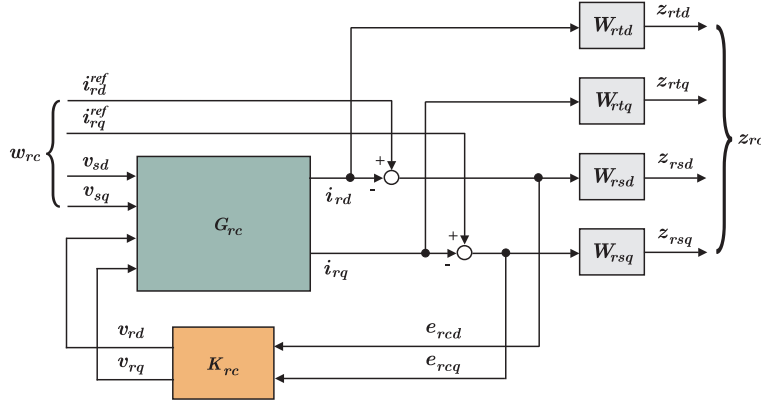 W_rtd z_rtd
i_rd^ref W_rtq z_rtq
i_rq^ref
w_rc z_rc
v_sd + W_rsd z_rsd
v_sq -
i_rd
G_rc + W_rsq z_rsq
i_rq -
v_rd e_rcd
K_rc
v_rq e_rcq